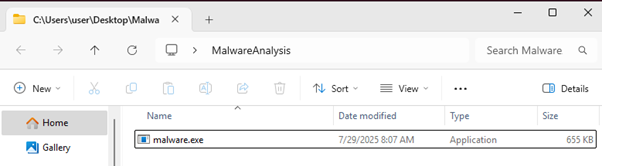 C:\Users\user\Desktop\Malwa
MalwareAnalysis
Search Malware
New Sort View Details
Name Date modified Type Size
Home
malware.exe 7/29/2025 8:07 AM Application 655 KB
Gallery